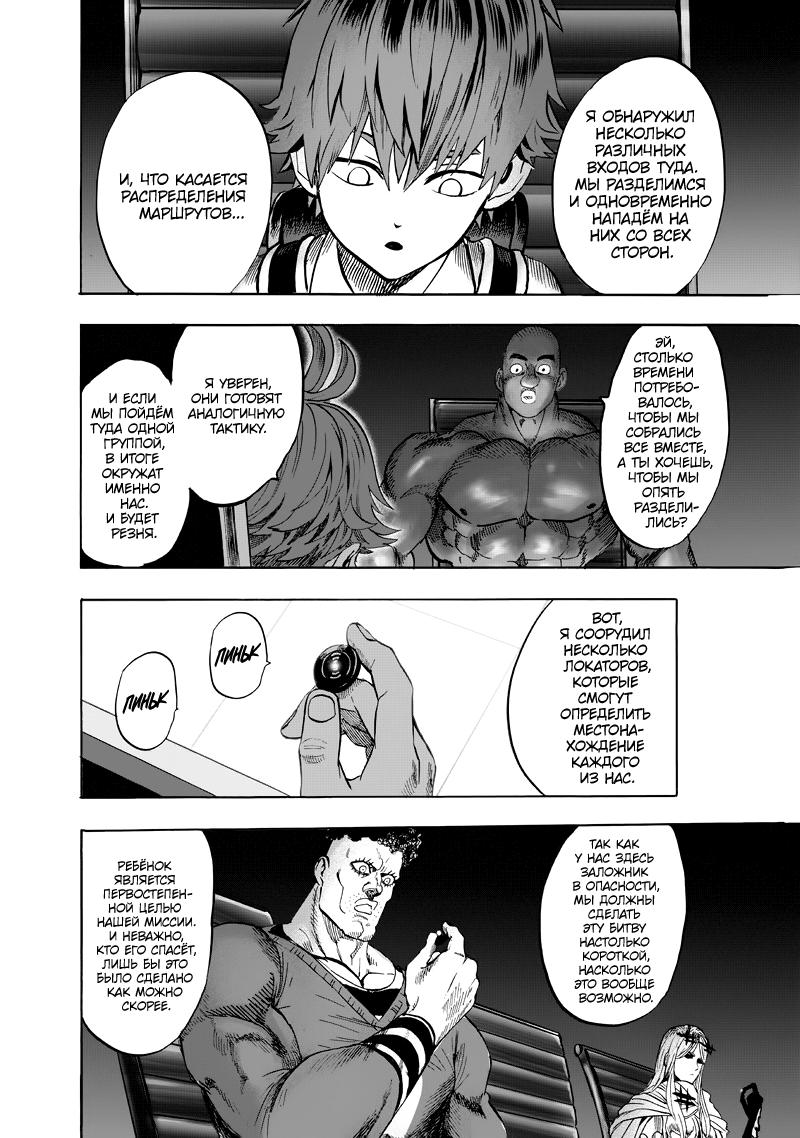 Я ОБНАРУЖИЛ
НЕСКОЛЬКО
РАЗЛИЧНЫХ
ВХОДОВ ТУДА.
МЫ РАЗДЕЛИМСЯ
И ОДНОВРЕМЕННО
НАПАДЁМ НА
НИХ СО ВСЕХ
СТОРОН.
И, ЧТО КАСАЕТСЯ
РАСПРЕДЕЛЕНИЯ
МАРШРУТОВ...
ЭЙ,
СТОЛЬКО
ВРЕМЕНИ
ПОТРЕБО-
ВАЛОСЬ,
ЧТОБЫ МЫ
СОБРАЛИСЬ
ВСЕ ВМЕСТЕ,
А ТЫ ХОЧЕШЬ,
ЧТОБЫ МЫ
ОПЯТЬ
РАЗДЕЛИ-
ЛИСЬ?
Я УВЕРЕН,
ОНИ ГОТОВЯТ
АНАЛОГИЧНУЮ
ТАКТИКУ.
И ЕСЛИ
МЫ ПОЙДЁМ
ТУДА ОДНОЙ
ГРУППОЙ,
В ИТОГЕ
ОКРУЖАТ
ИМЕННО
НАС.
И БУДЕТ
РЕЗНЯ.
ВОТ,
Я СООРУДИЛ
НЕСКОЛЬКО
ЛОКАТОРОВ,
КОТОРЫЕ
СМОГУТ
ОПРЕДЕЛИТЬ
МЕСТОНА-
ХОЖДЕНИЕ
КАЖДОГО
ИЗ НАС.
ПИНЬК
ПИНЬК
ТАК КАК
У НАС ЗДЕСЬ
ЗАЛОЖНИК
В ОПАСНОСТИ,
МЫ ДОЛЖНЫ
СДЕЛАТЬ
ЭТУ БИТВУ
НАСТОЛЬКО
КОРОТКОЙ,
НАСКОЛЬКО
ЭТО ВООБЩЕ
ВОЗМОЖНО.
РЕБЁНОК
ЯВЛЯЕТСЯ
ПЕРВОСТЕПЕН-
НОЙ ЦЕЛЬЮ
НАШЕЙ МИССИИ.
И НЕВАЖНО,
КТО ЕГО СПАСЁТ,
ЛИШЬ БЫ ЭТО
БЫЛО СДЕЛАНО
КАК МОЖНО
СКОРЕЕ.